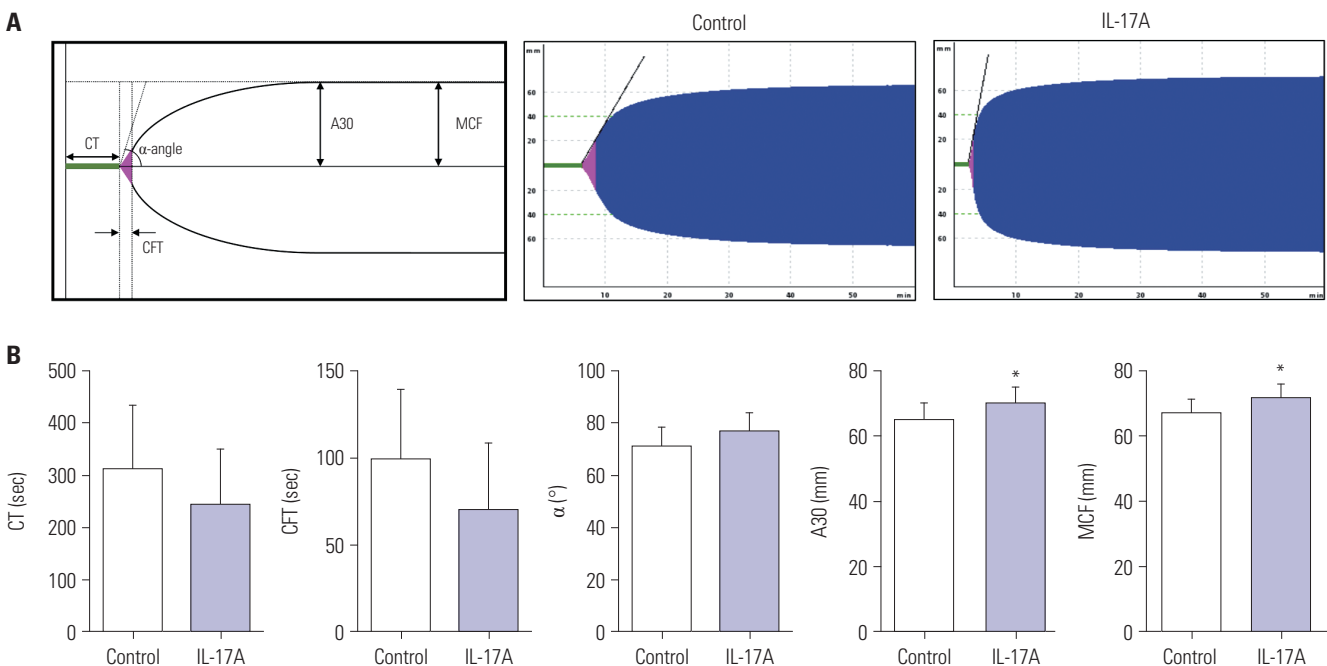 A
Control
IL-17A
CT
α-angle
A30
MCF
CFT
mm
60
40
20
20
40
60
10
20
30
40
50
min
mm
60
40
20
20
40
60
10
20
30
40
50
min
B
500
400
300
200
100
0
CT (sec)
Control
IL-17A
150
100
50
0
CFT (sec)
Control
IL-17A
100
80
60
40
20
0
α (°)
Control
IL-17A
80
60
40
20
0
A30 (mm)
*
Control
IL-17A
80
60
40
20
0
MCF (mm)
*
Control
IL-17A